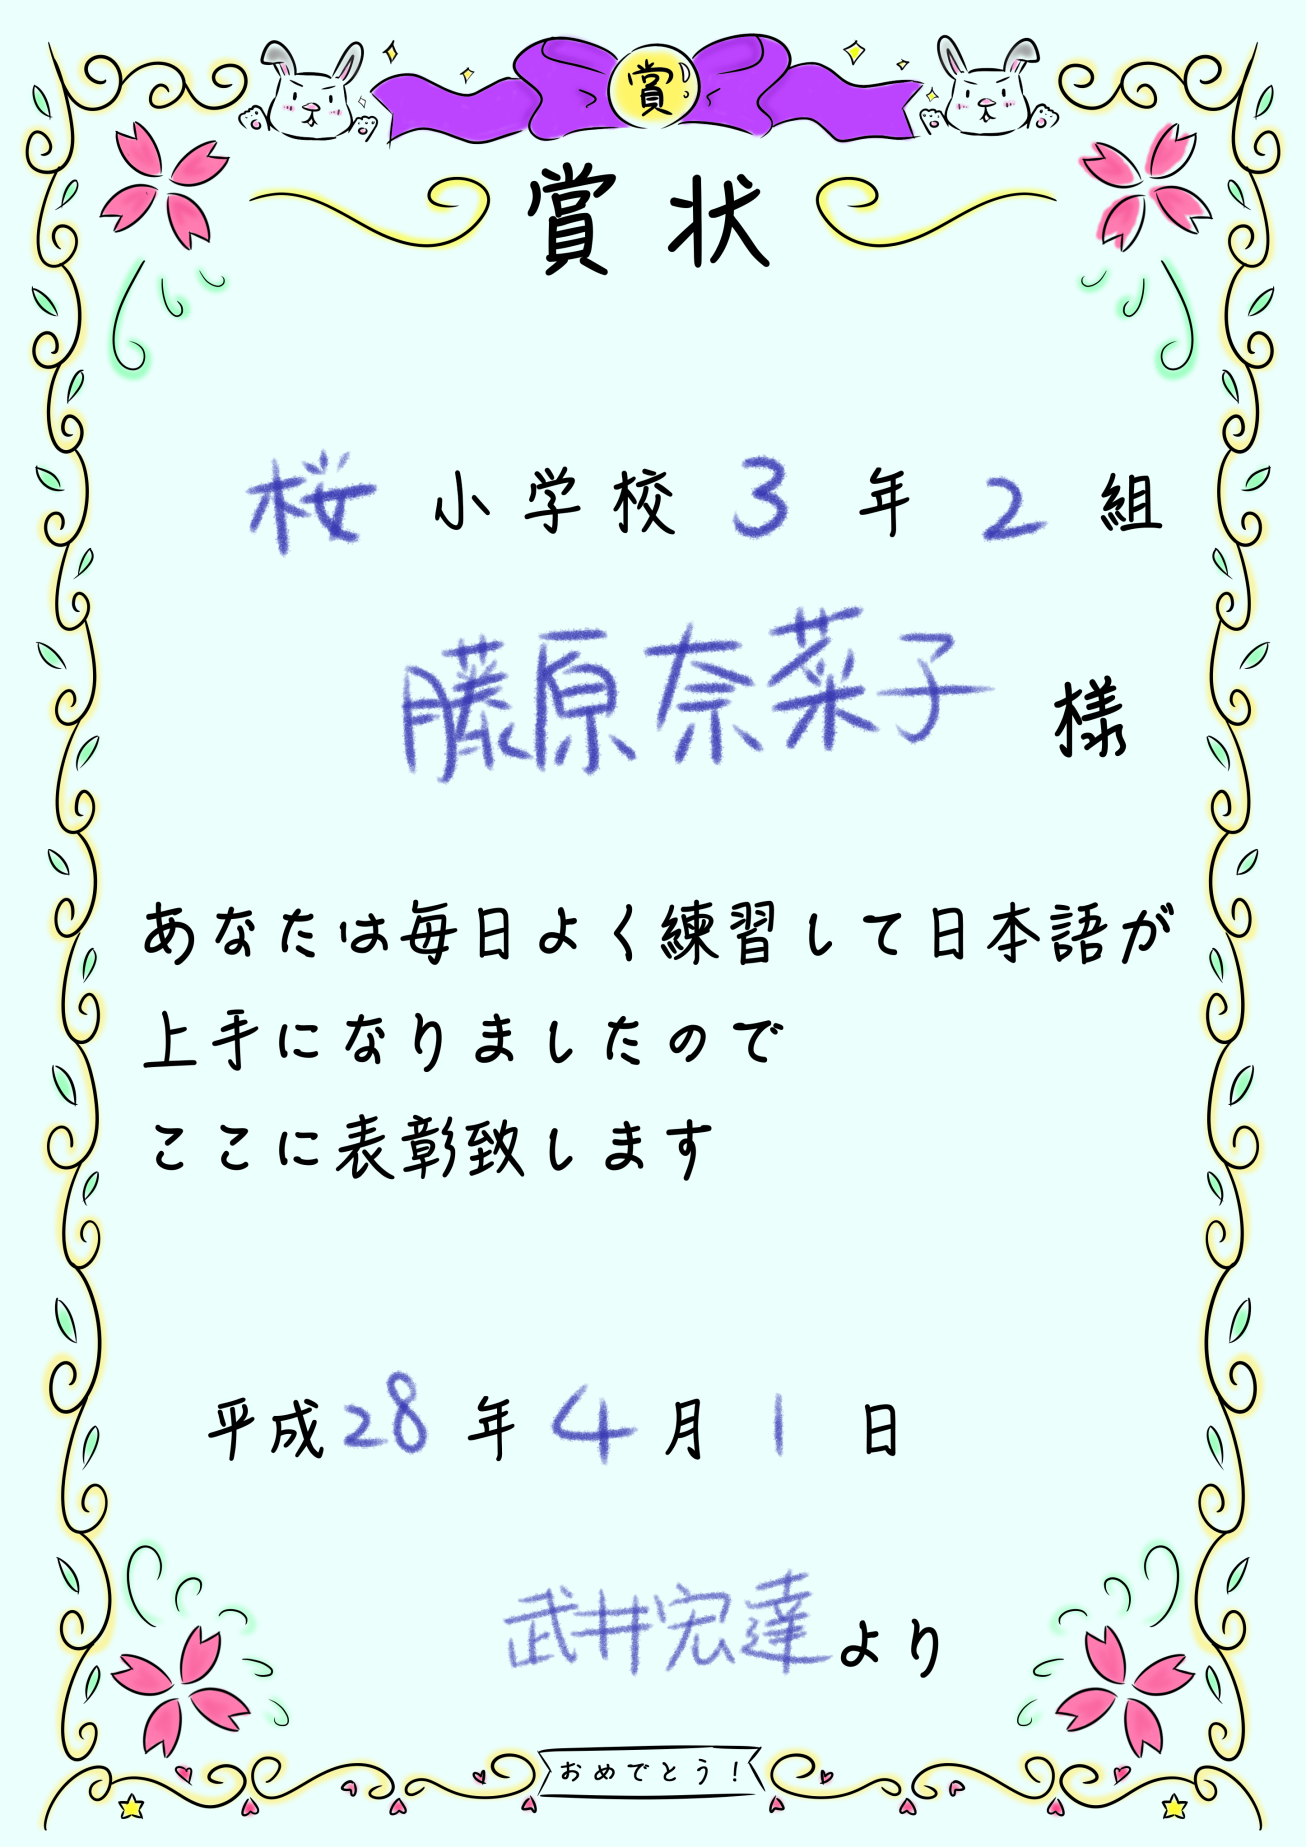 賞
賞状
桜小学校3年2組
藤原奈菜子様
あなたは毎日よく練習して日本語が
上手になりましたので
ここに表彰致します
平成28年4月1日
武井宏達より
おめでとう!